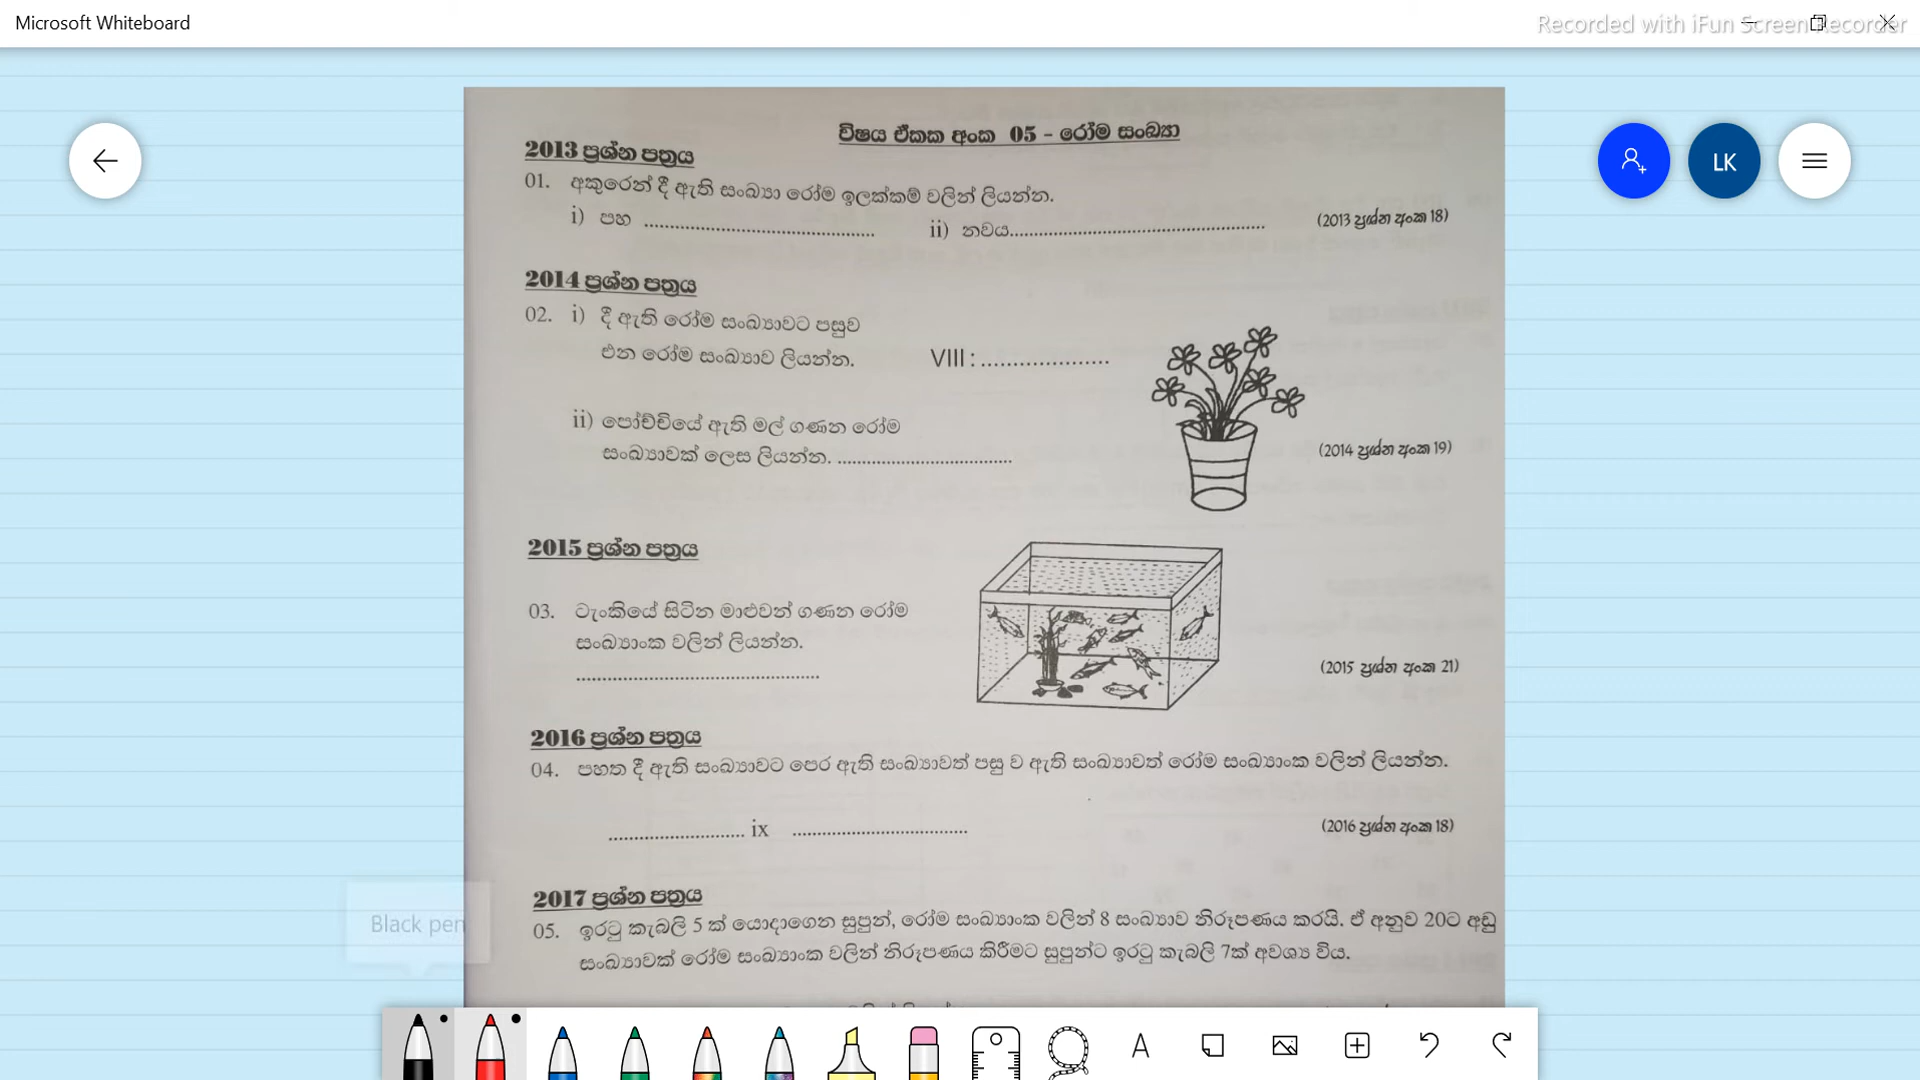 Microsoft Whiteboard
Recorded with iFun Screen Recorder
LK
විෂය ඒකක අංක 05 - රෝම සංඛ්‍යා
2013 ප්‍රශ්න පත්‍රය
01. අකුරෙන් දී ඇති සංඛ්‍යා රෝම ඉලක්කම් වලින් ලියන්න.
i) පහ ............................................ ii) නවය................................................ (2013 ප්‍රශ්න අංක 18)
2014 ප්‍රශ්න පත්‍රය
02. i) දී ඇති රෝම සංඛ්‍යාවට පසුව
එන රෝම සංඛ්‍යාව ලියන්න. VIII : ....................
ii) පෝච්චියේ ඇති මල් ගණන රෝම
සංඛ්‍යාවක් ලෙස ලියන්න. .................................. (2014 ප්‍රශ්න අංක 19)
2015 ප්‍රශ්න පත්‍රය
03. ටැංකියේ සිටින මාළුවන් ගණන රෝම
සංඛ්‍යාංක වලින් ලියන්න.
.............................................. (2015 ප්‍රශ්න අංක 21)
2016 ප්‍රශ්න පත්‍රය
04. පහත දී ඇති සංඛ්‍යාවට පෙර ඇති සංඛ්‍යාවත් පසු ව ඇති සංඛ්‍යාවත් රෝම සංඛ්‍යාංක වලින් ලියන්න.
.......................... ix ................................. (2016 ප්‍රශ්න අංක 18)
2017 ප්‍රශ්න පත්‍රය
05. ඉරටු කැබලි 5 ක් යොදාගෙන සුපුන්, රෝම සංඛ්‍යාංක වලින් 8 සංඛ්‍යාව නිරූපණය කරයි. ඒ අනුව 20ට අඩු
සංඛ්‍යාවක් රෝම සංඛ්‍යාංක වලින් නිරූපණය කිරීමට සුපුන්ට ඉරටු කැබලි 7ක් අවශ්‍ය විය.
Black pen